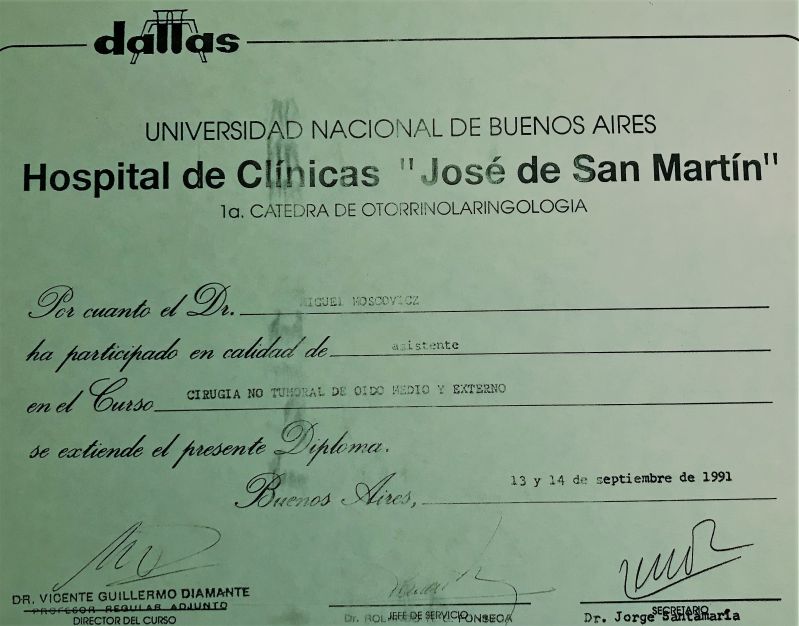 dallas
UNIVERSIDAD NACIONAL DE BUENOS AIRES
Hospital de Clínicas "José de San Martín"
1a. CATEDRA DE OTORRINOLARINGOLOGIA
Por cuanto el Dr. MIGUEL MOSCOVICZ
ha participado en calidad de asistente
en el Curso CIRUGIA NO TUMORAL DE OIDO MEDIO Y EXTERNO
se extiende el presente Diploma.
Buenos Aires, 13 y 14 de septiembre de 1991
DR. VICENTE GUILLERMO DIAMANTE
PROFESOR REGULAR ADJUNTO
DIRECTOR DEL CURSO
JEFE DE SERVICIO
Dr. FONSECA
SECRETARIO
Dr. Jorge Santamaría